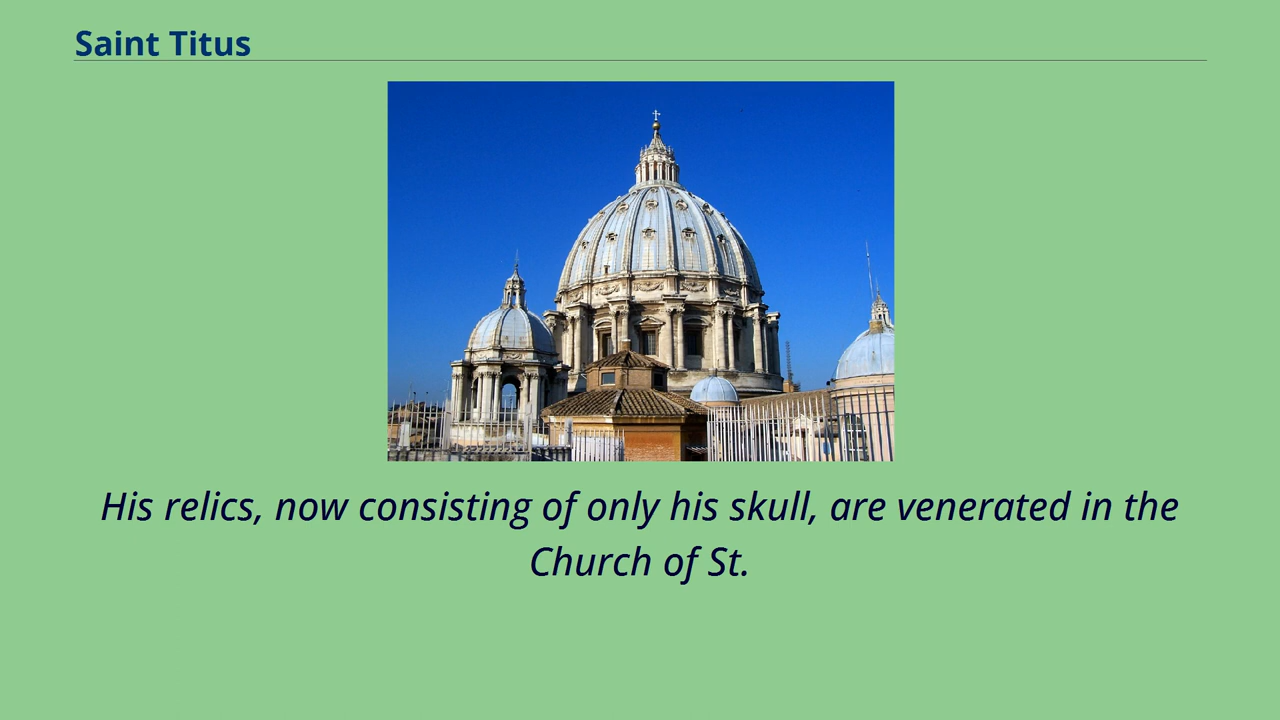 Saint Titus
His relics, now consisting of only his skull, are venerated in the
Church of St.